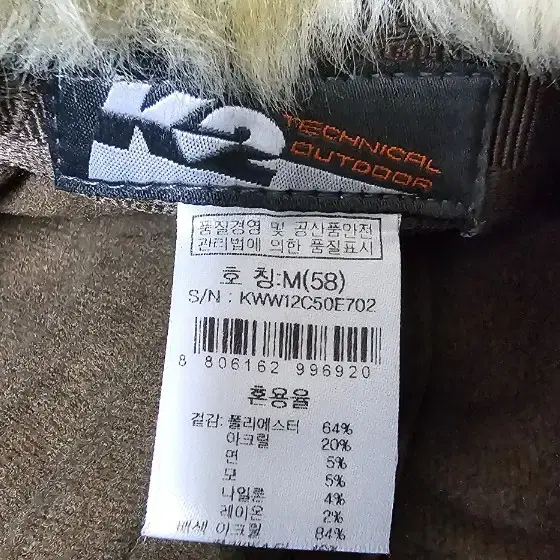 K2
TECHNICAL
OUTDOOR
품질경영 및 공산품안전
관리법에 의한 품질표시
호 칭:M(58)
S/N : KWW12C50E702
8 806162 996920
혼용율
겉감: 폴리에스터 64%
아크릴 20%
면 5%
모 5%
나일론 4%
레이온 2%
배색 아크릴 84%